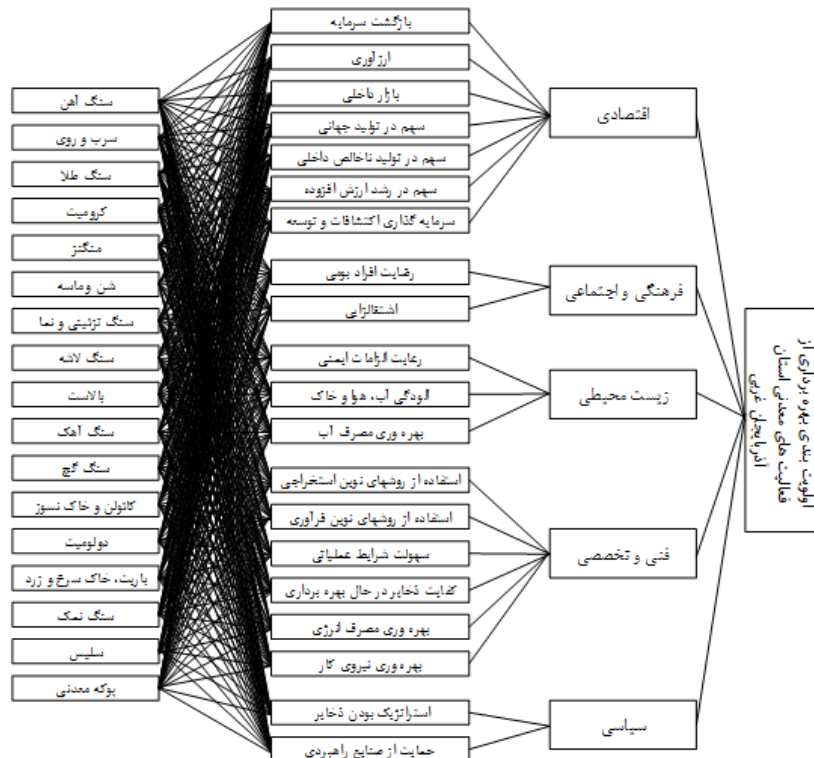 اولویت بندی بهره برداری از
فعالیت های معدنی استان
آذربایجان غربی
اقتصادی
فرهنگی و اجتماعی
زیست محیطی
فنی و تخصصی
سیاسی
بازگشت سرمایه
ارزآوری
بازار داخلی
سهم در تولید جهانی
سهم در تولید ناخالص داخلی
سهم در رشد ارزش افزوده
سرمایه گذاری اکتشافات و توسعه
رضایت افراد بومی
اشتغالزایی
رعایت الزامات ایمنی
آلودگی آب، هوا و خاک
بهره وری مصرف آب
استفاده از روشهای نوین استخراجی
استفاده از روشهای نوین فرآوری
سهولت شرایط عملیاتی
کفایت ذخایر در حال بهره برداری
بهره وری مصرف انرژی
بهره وری نیروی کار
استراتژیک بودن ذخایر
حمایت از صنایع راهبردی
سنگ آهن
سرب و روی
سنگ طلا
کرومیت
منگنز
شن وماسه
سنگ تزئینی و نما
سنگ لاشه
بالاست
سنگ آهک
سنگ گچ
کائولن و خاک نسوز
دولومیت
باریت، خاک سرخ و زرد
سنگ نمک
سلیس
پوکه معدنی